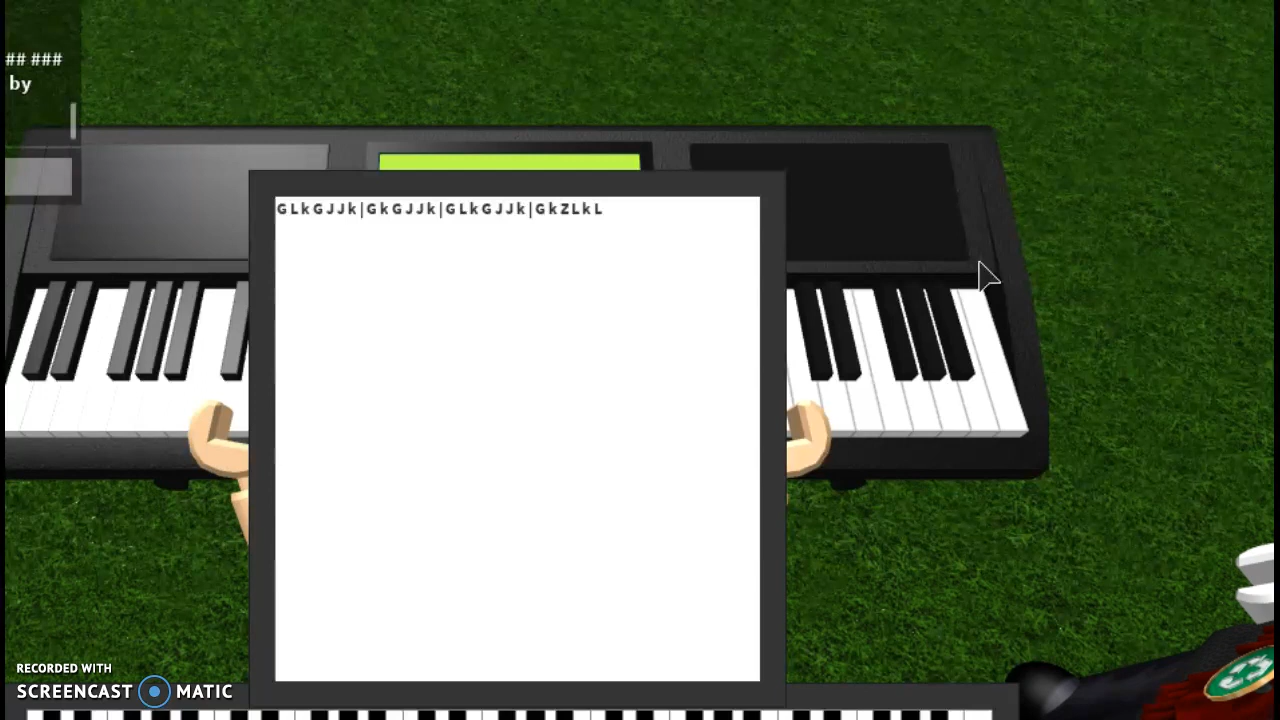 ## ###
by
GLkGJJk|GkGJJk|GLkGJJk|GkZLkL
RECORDED WITH
SCREENCAST MATIC